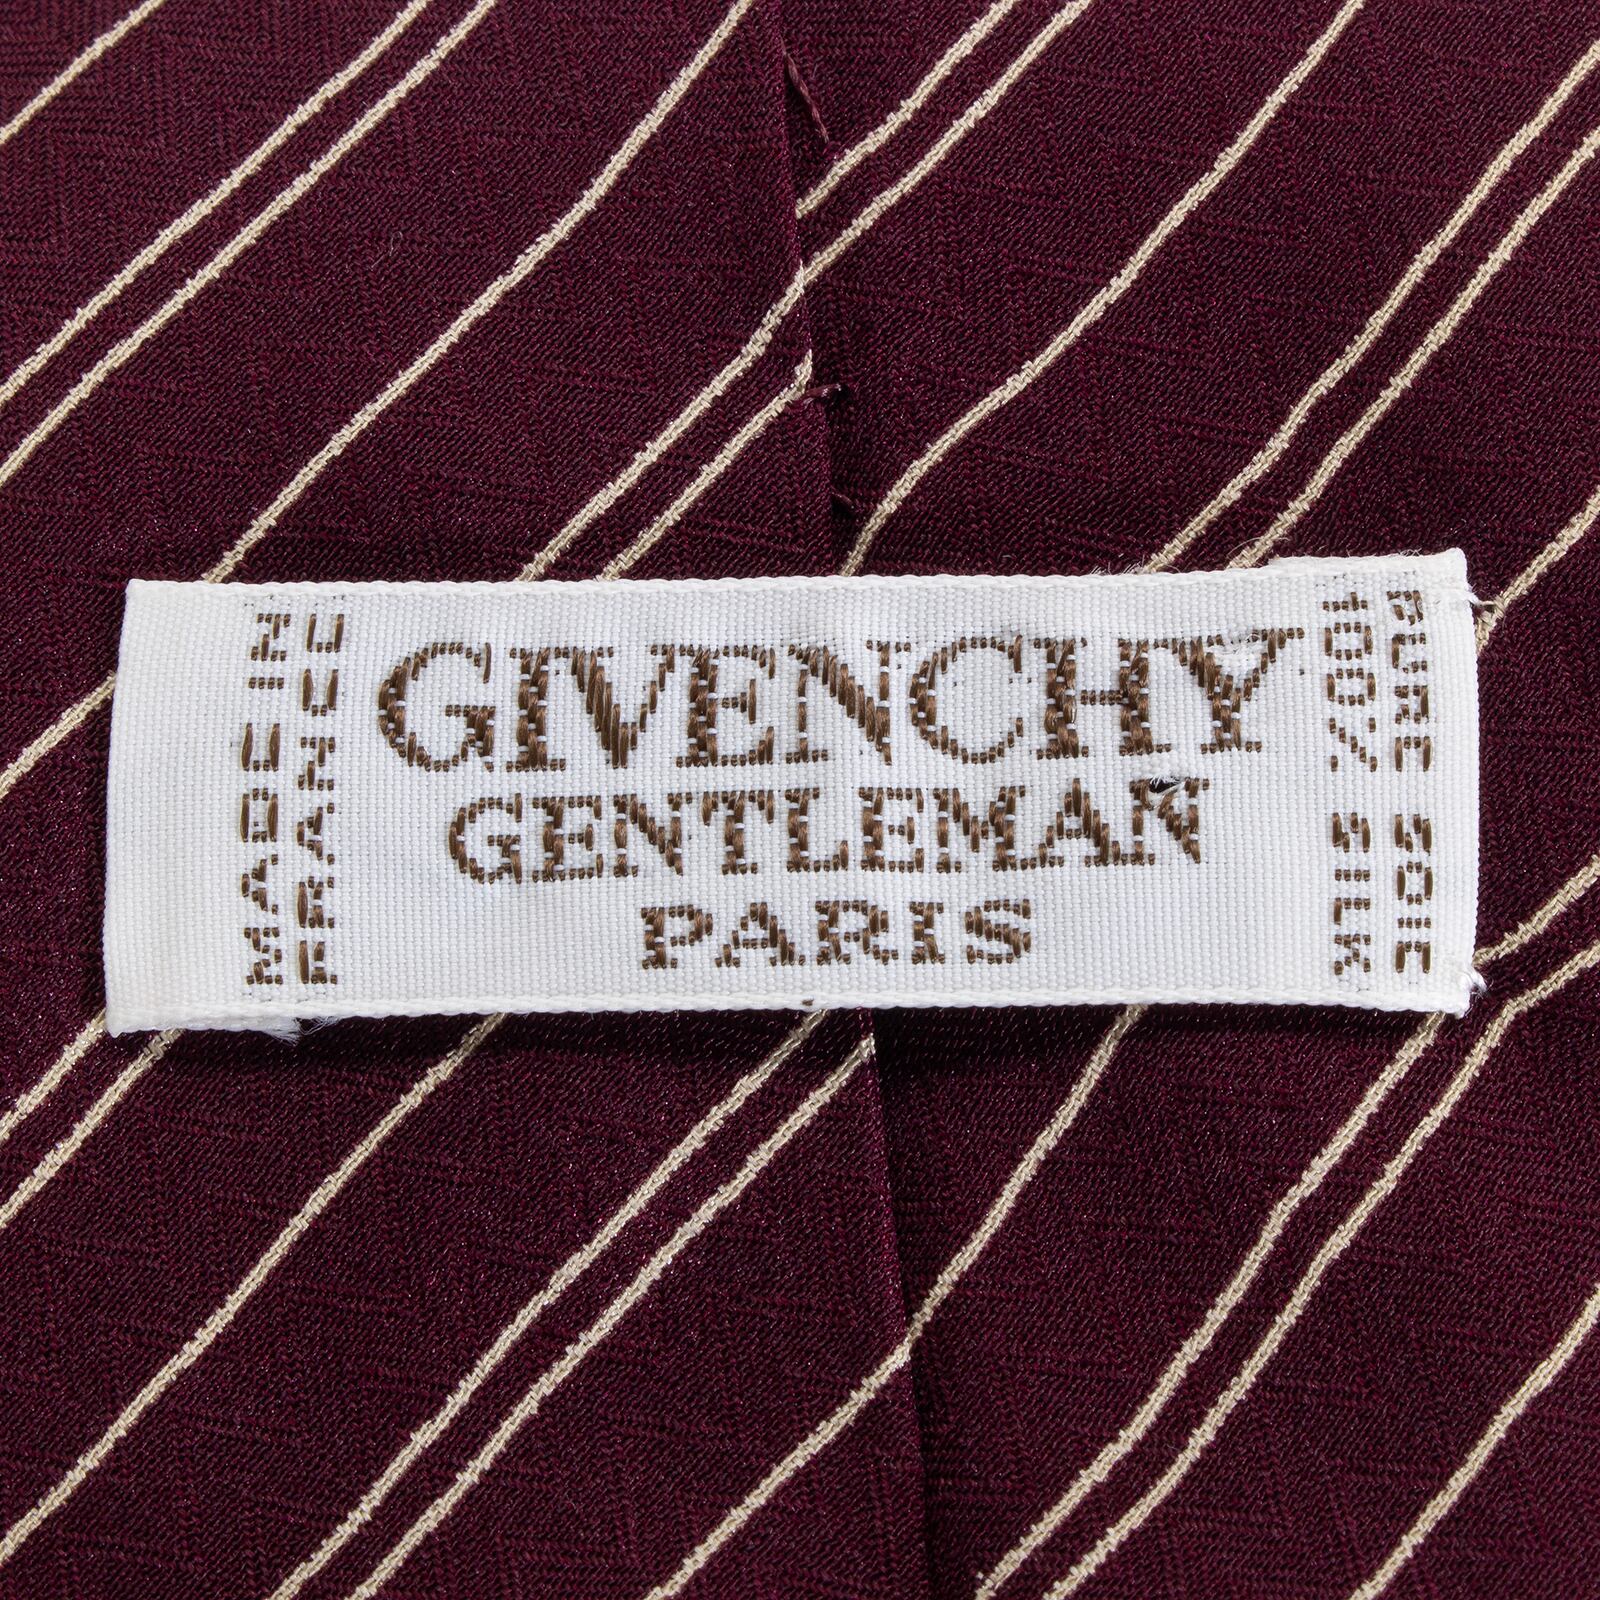 MADE IN
FRANCE
GIVENCHY
GENTLEMAN
PARIS
100% SILK
PURE SOIE